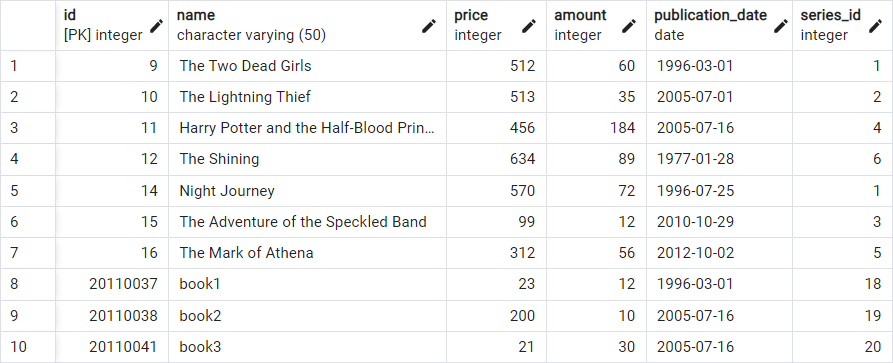 id name price amount publication_date series_id
[PK] integer character varying (50) integer integer date integer
1 9 The Two Dead Girls 512 60 1996-03-01 1
2 10 The Lightning Thief 513 35 2005-07-01 2
3 11 Harry Potter and the Half-Blood Prin... 456 184 2005-07-16 4
4 12 The Shining 634 89 1977-01-28 6
5 14 Night Journey 570 72 1996-07-25 1
6 15 The Adventure of the Speckled Band 99 12 2010-10-29 3
7 16 The Mark of Athena 312 56 2012-10-02 5
8 20110037 book1 23 12 1996-03-01 18
9 20110038 book2 200 10 2005-07-16 19
10 20110041 book3 21 30 2005-07-16 20